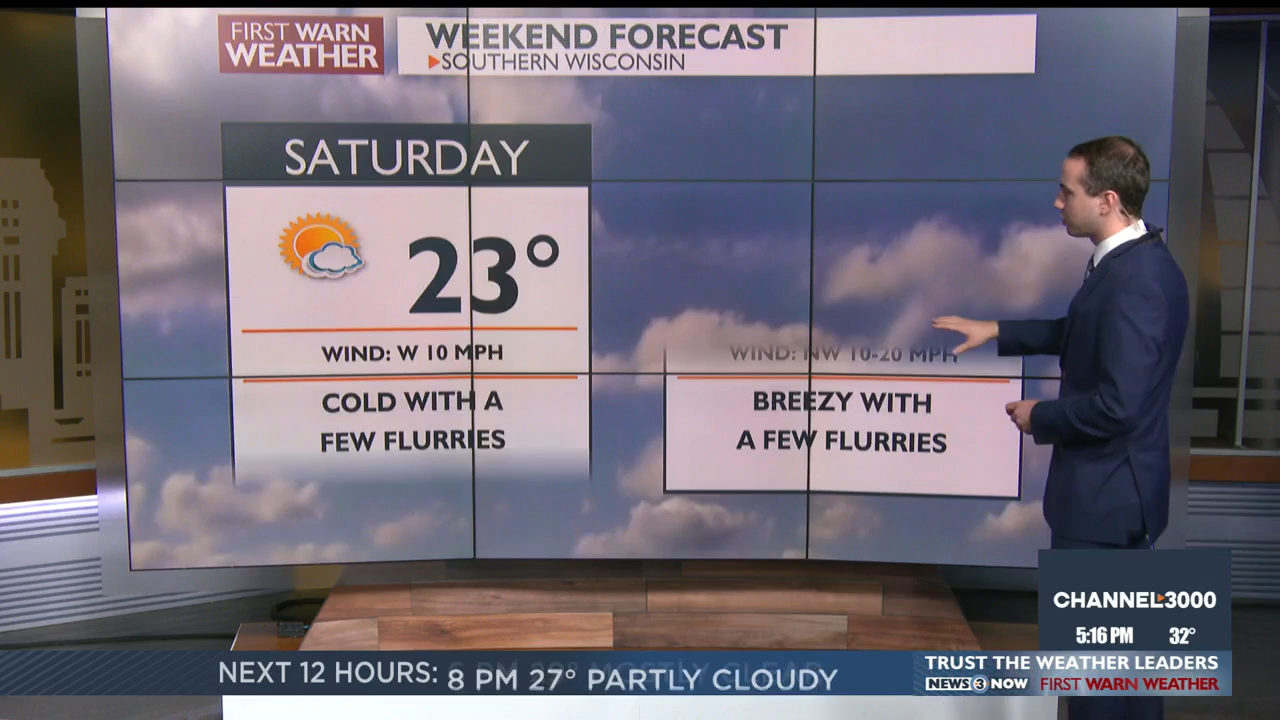 FIRST WARN
WEATHER
WEEKEND FORECAST
SOUTHERN WISCONSIN
SATURDAY
23°
WIND: W 10 MPH
COLD WITH A
FEW FLURRIES
WIND: NW 10-20 MPH
BREEZY WITH
A FEW FLURRIES
CHANNEL3000
5:16 PM 32°
NEXT 12 HOURS: 8 PM 27° PARTLY CLOUDY
TRUST THE WEATHER LEADERS
NEWS 3 NOW FIRST WARN WEATHER